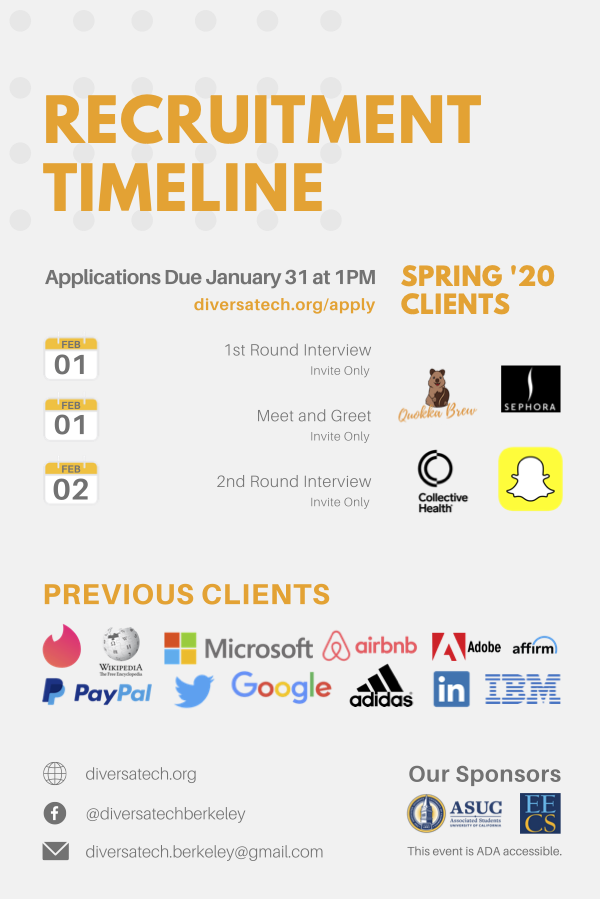 RECRUITMENT
TIMELINE
Applications Due January 31 at 1PM
diversatech.org/apply
FEB
01
1st Round Interview
Invite Only
FEB
01
Meet and Greet
Invite Only
FEB
02
2nd Round Interview
Invite Only
SPRING '20
CLIENTS
Quokka Brew
SEPHORA
Collective
Health
PREVIOUS CLIENTS
WIKIPEDIA
The Free Encyclopedia
Microsoft
airbnb
Adobe
affirm
PayPal
Google
adidas
in
IBM
diversatech.org
@diversatechberkeley
diversatech.berkeley@gmail.com
Our Sponsors
ASUC
Associated Students
UNIVERSITY OF CALIFORNIA
EE
CS
This event is ADA accessible.